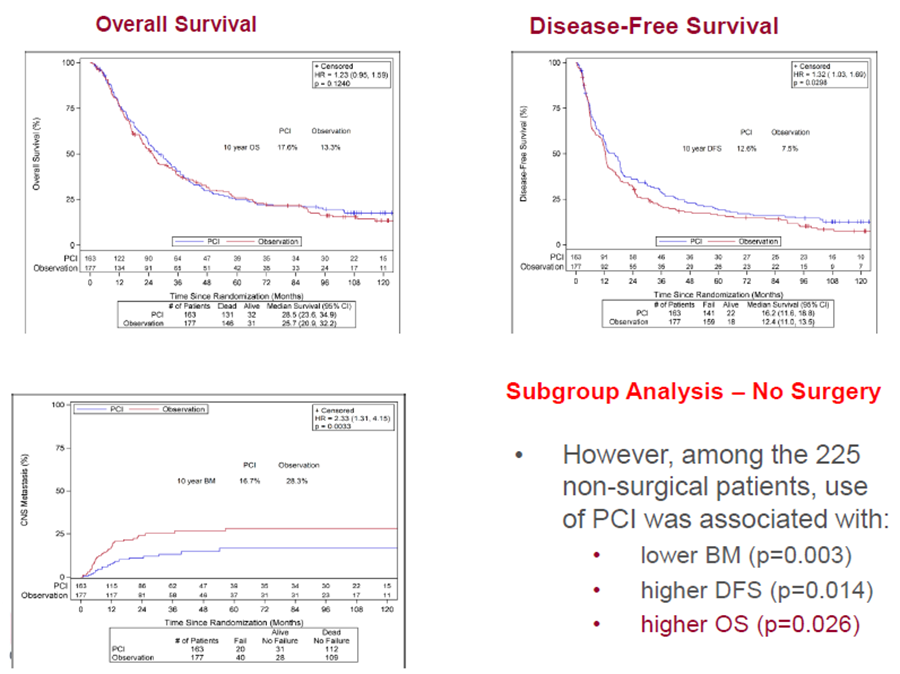 Overall Survival
100
75
50
25
0
Overall Survival (%)
+ Censored
HR = 1.23 (0.95, 1.59)
p = 0.1240
PCI Observation
10 year OS 17.6% 13.3%
PCI Observation
PCI 163 122 90 64 47 39 35 34 30 22 15
Observation 177 134 91 65 51 42 35 33 24 17 11
0 12 24 36 48 60 72 84 96 108 120
Time Since Randomization (Months)
# of Patients Dead Alive Median Survival (95% CI)
PCI 163 131 32 28.5 (23.6, 34.9)
Observation 177 146 31 25.7 (20.9, 32.2)
Disease-Free Survival
100
75
50
25
0
Disease-Free Survival (%)
+ Censored
HR = 1.32 ( 1.03, 1.69)
p = 0.0298
PCI Observation
10 year DFS 12.6% 7.5%
PCI Observation
PCI 163 91 58 46 36 30 27 25 23 16 10
Observation 177 92 55 35 29 26 23 22 15 9 7
0 12 24 36 48 60 72 84 96 108 120
Time Since Randomization (Months)
# of Patients Fail Alive Median Survival (95% CI)
PCI 163 141 22 16.2 (11.6, 18.8)
Observation 177 159 18 12.4 (11.0, 13.5)
100
75
50
25
0
CNS Metastasis (%)
PCI Observation
+ Censored
HR = 2.33 (1.31, 4.15)
p = 0.0033
PCI Observation
10 year BM 16.7% 28.3%
PCI 163 115 86 62 47 39 35 34 30 22 15
Observation 177 117 81 58 46 37 31 31 23 17 11
0 12 24 36 48 60 72 84 96 108 120
Time Since Randomization (Months)
Alive Dead
# of Patients Fail No Failure No Failure
PCI 163 20 31 112
Observation 177 40 28 109
Subgroup Analysis – No Surgery
• However, among the 225
non-surgical patients, use
of PCI was associated with:
• lower BM (p=0.003)
• higher DFS (p=0.014)
• higher OS (p=0.026)